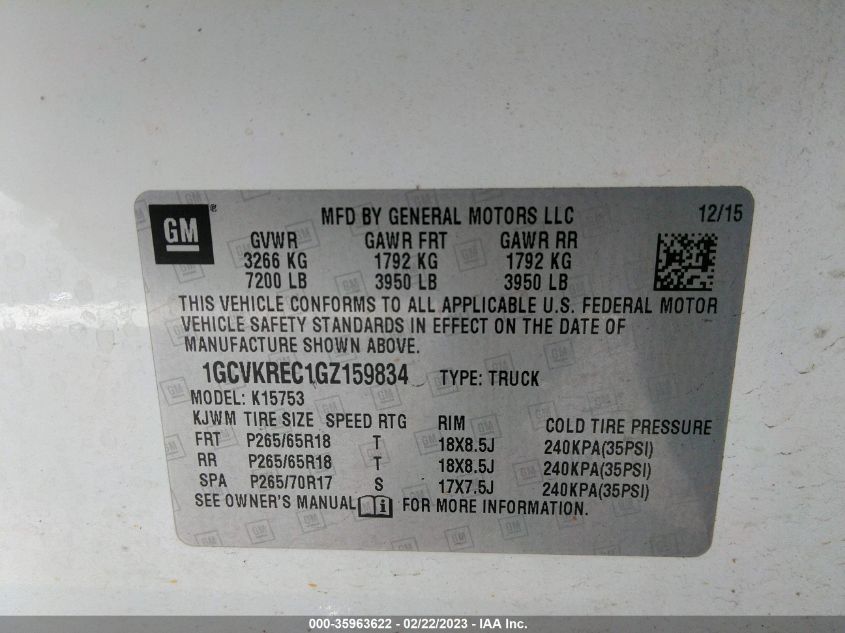 GM ® MFD BY GENERAL MOTORS LLC 12/15
GVWR GAWR FRT GAWR RR
3266 KG 1792 KG 1792 KG
7200 LB 3950 LB 3950 LB
THIS VEHICLE CONFORMS TO ALL APPLICABLE U.S. FEDERAL MOTOR
VEHICLE SAFETY STANDARDS IN EFFECT ON THE DATE OF
MANUFACTURE SHOWN ABOVE.
1GCVKREC1GZ159834 TYPE: TRUCK
MODEL: K15753
KJWM TIRE SIZE SPEED RTG RIM COLD TIRE PRESSURE
FRT P265/65R18 T 18X8.5J 240KPA(35PSI)
RR P265/65R18 T 18X8.5J 240KPA(35PSI)
SPA P265/70R17 S 17X7.5J 240KPA(35PSI)
SEE OWNER'S MANUAL i FOR MORE INFORMATION.
000-35963622 - 02/22/2023 - IAA Inc.